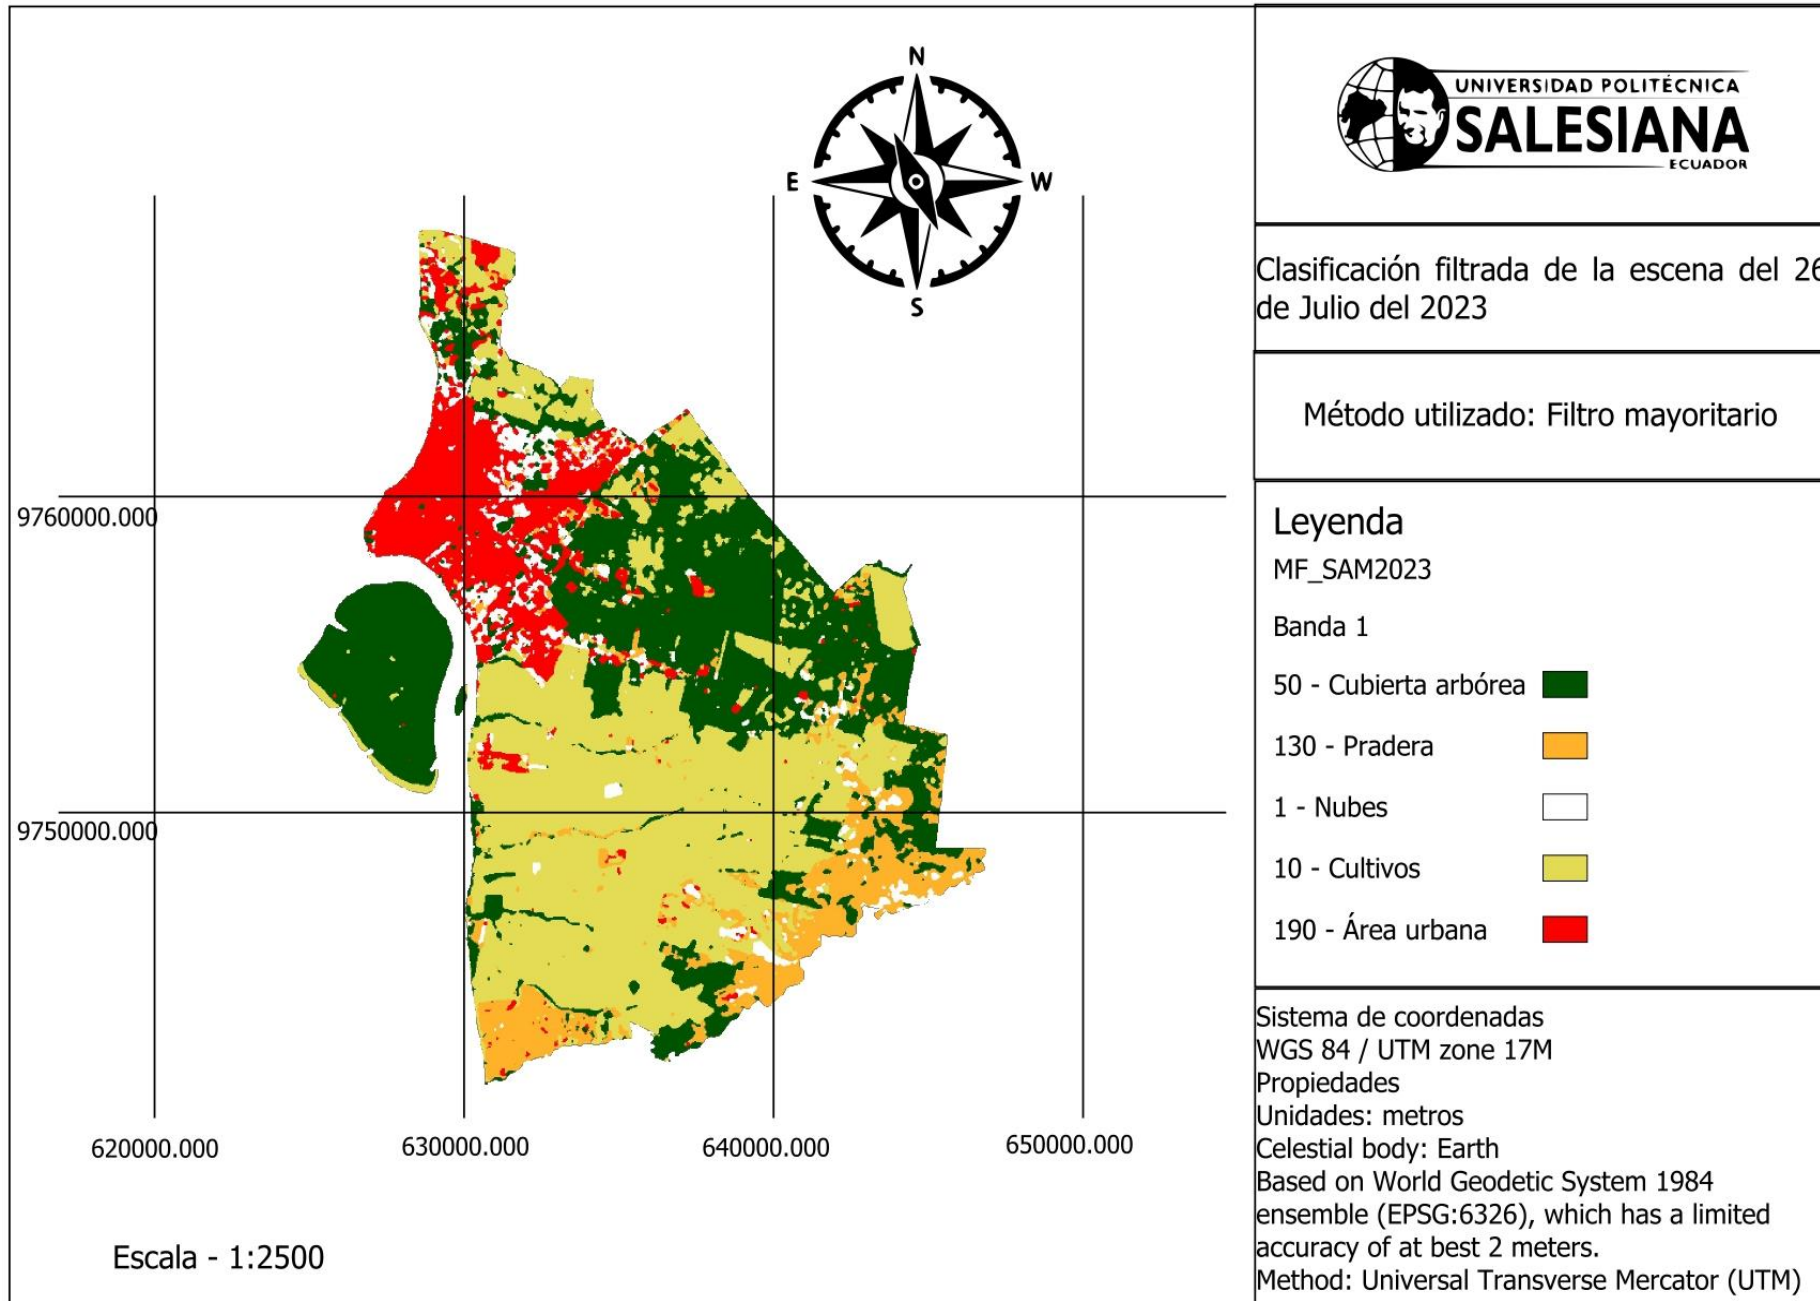 N
E
W
S
9760000.000
9750000.000
620000.000
630000.000
640000.000
650000.000
Escala - 1:2500
UNIVERSIDAD POLITÉCNICA
SALESIANA
ECUADOR
Clasificación filtrada de la escena del 26
de Julio del 2023
Método utilizado: Filtro mayoritario
Leyenda
MF_SAM2023
Banda 1
50 - Cubierta arbórea
130 - Pradera
1 - Nubes
10 - Cultivos
190 - Área urbana
Sistema de coordenadas
WGS 84 / UTM zone 17M
Propiedades
Unidades: metros
Celestial body: Earth
Based on World Geodetic System 1984
ensemble (EPSG:6326), which has a limited
accuracy of at best 2 meters.
Method: Universal Transverse Mercator (UTM)